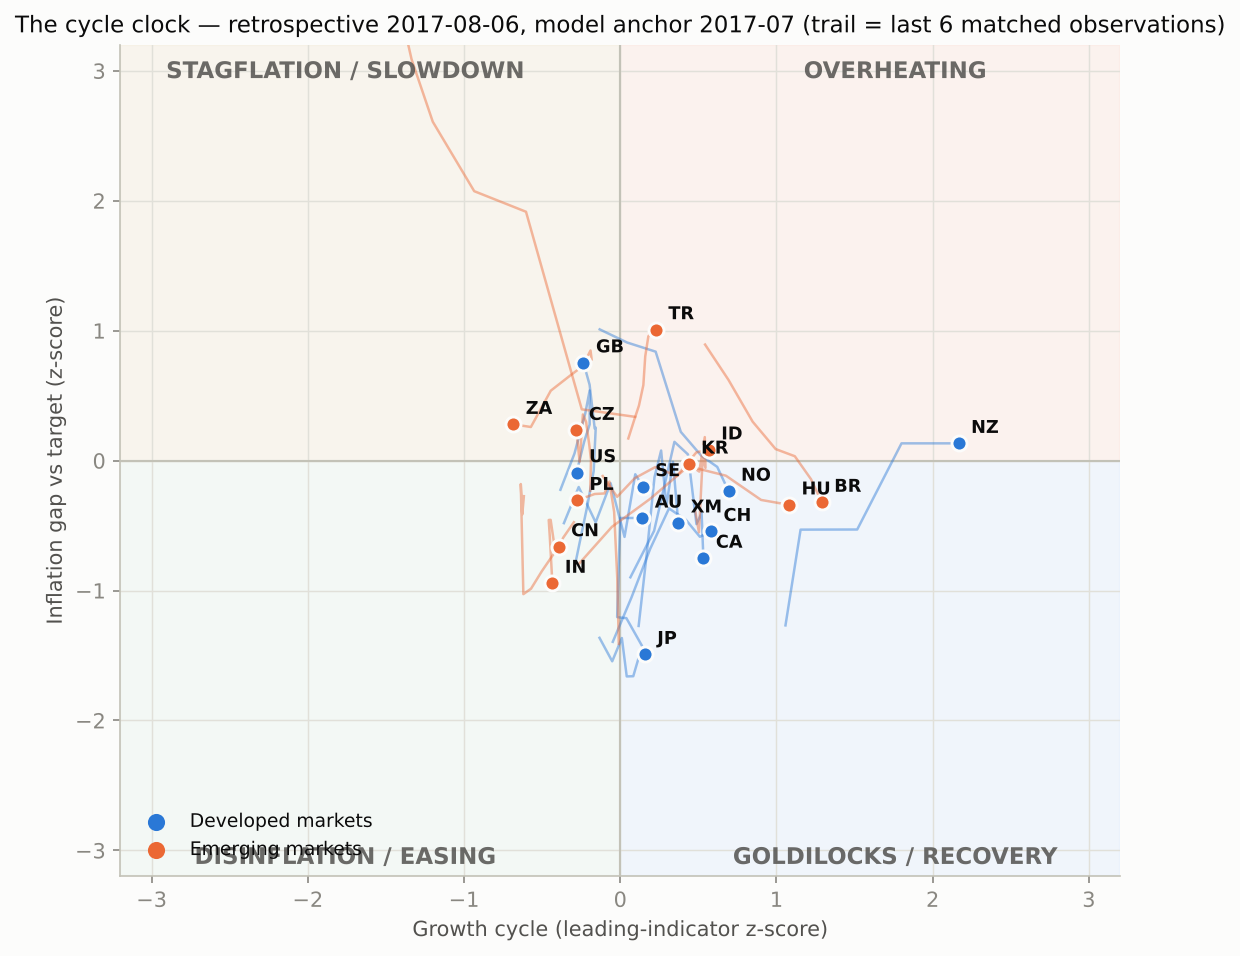 The cycle clock — retrospective 2017-08-06, model anchor 2017-07 (trail = last 6 matched observations)
STAGFLATION / SLOWDOWN
OVERHEATING
3
2
1
0
−1
−2
−3
Inflation gap vs target (z-score)
TR
GB
ZA
CZ
NZ
ID
KR
US
SE
NO
PL
HU
BR
AU
XM
CH
CN
CA
IN
JP
Developed markets
Emerging markets
DISINFLATION / EASING
GOLDILOCKS / RECOVERY
−3
−2
−1
0
1
2
3
Growth cycle (leading-indicator z-score)